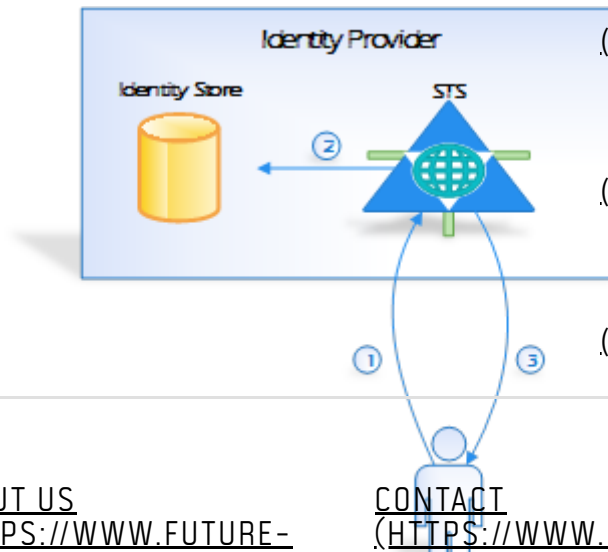 Identity Provider
(
Identity Store
STS
2
(
1
3
(
UT US
CONTACT
PS://WWW.FUTURE-
(HTTPS://WWW.